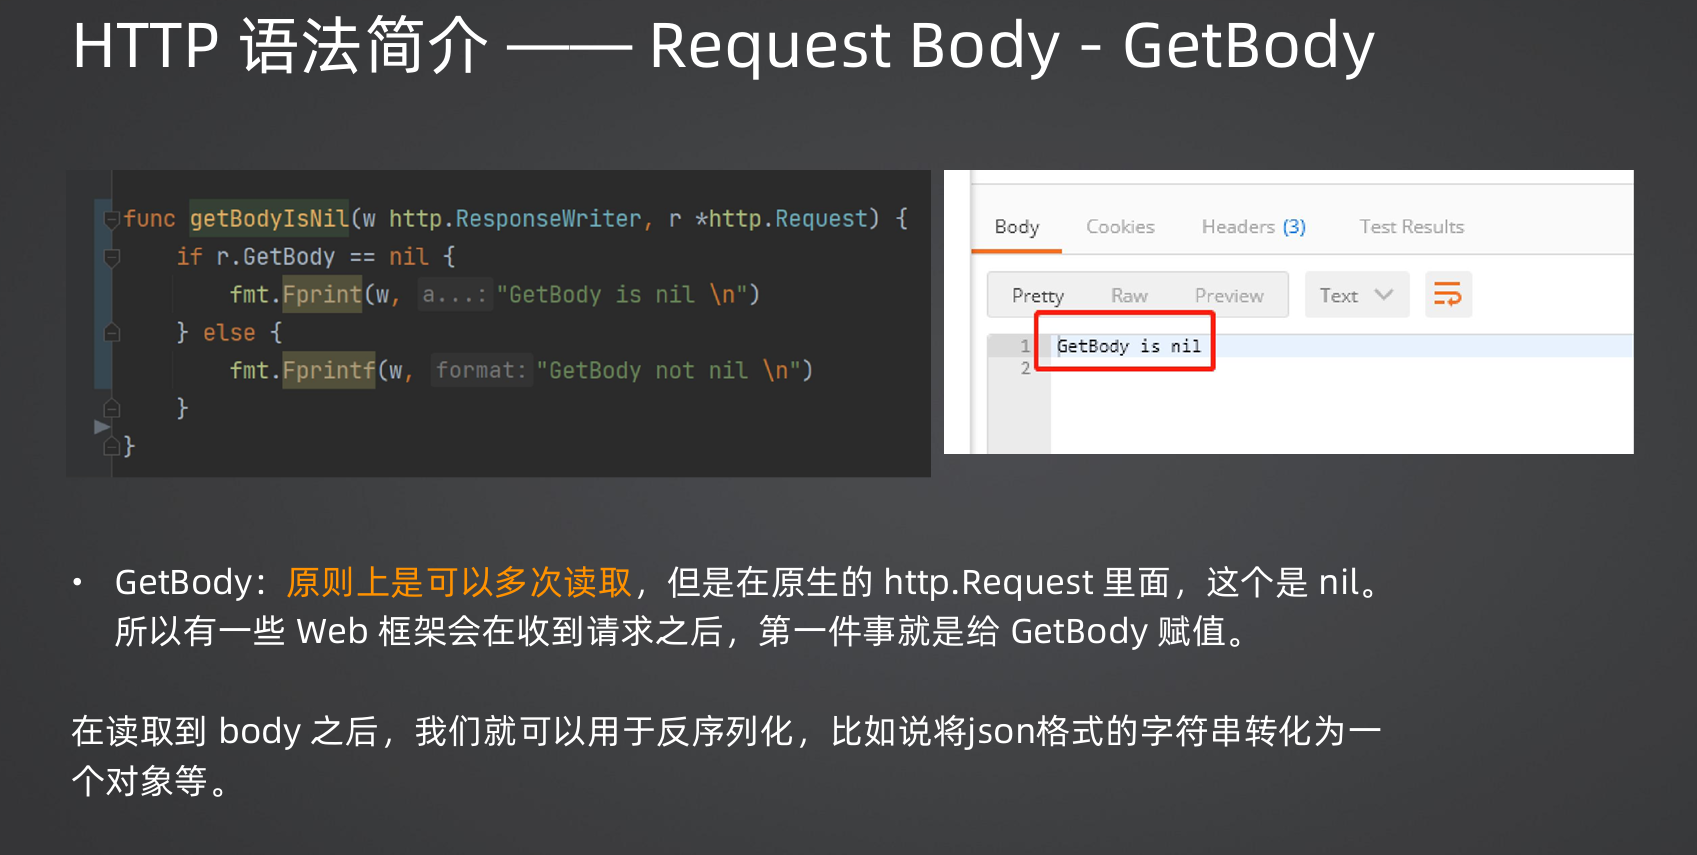 HTTP 语法简介 —— Request Body - GetBody
func getBodyIsNil(w http.ResponseWriter, r *http.Request) {
if r.GetBody == nil {
fmt.Fprint(w, a...: "GetBody is nil \n")
} else {
fmt.Fprintf(w, format: "GetBody not nil \n")
}
}
Body Cookies Headers (3) Test Results
Pretty Raw Preview Text
1 GetBody is nil
2
• GetBody：原则上是可以多次读取，但是在原生的 http.Request 里面，这个是 nil。
所以有一些 Web 框架会在收到请求之后，第一件事就是给 GetBody 赋值。
在读取到 body 之后，我们就可以用于反序列化，比如说将json格式的字符串转化为一
个对象等。